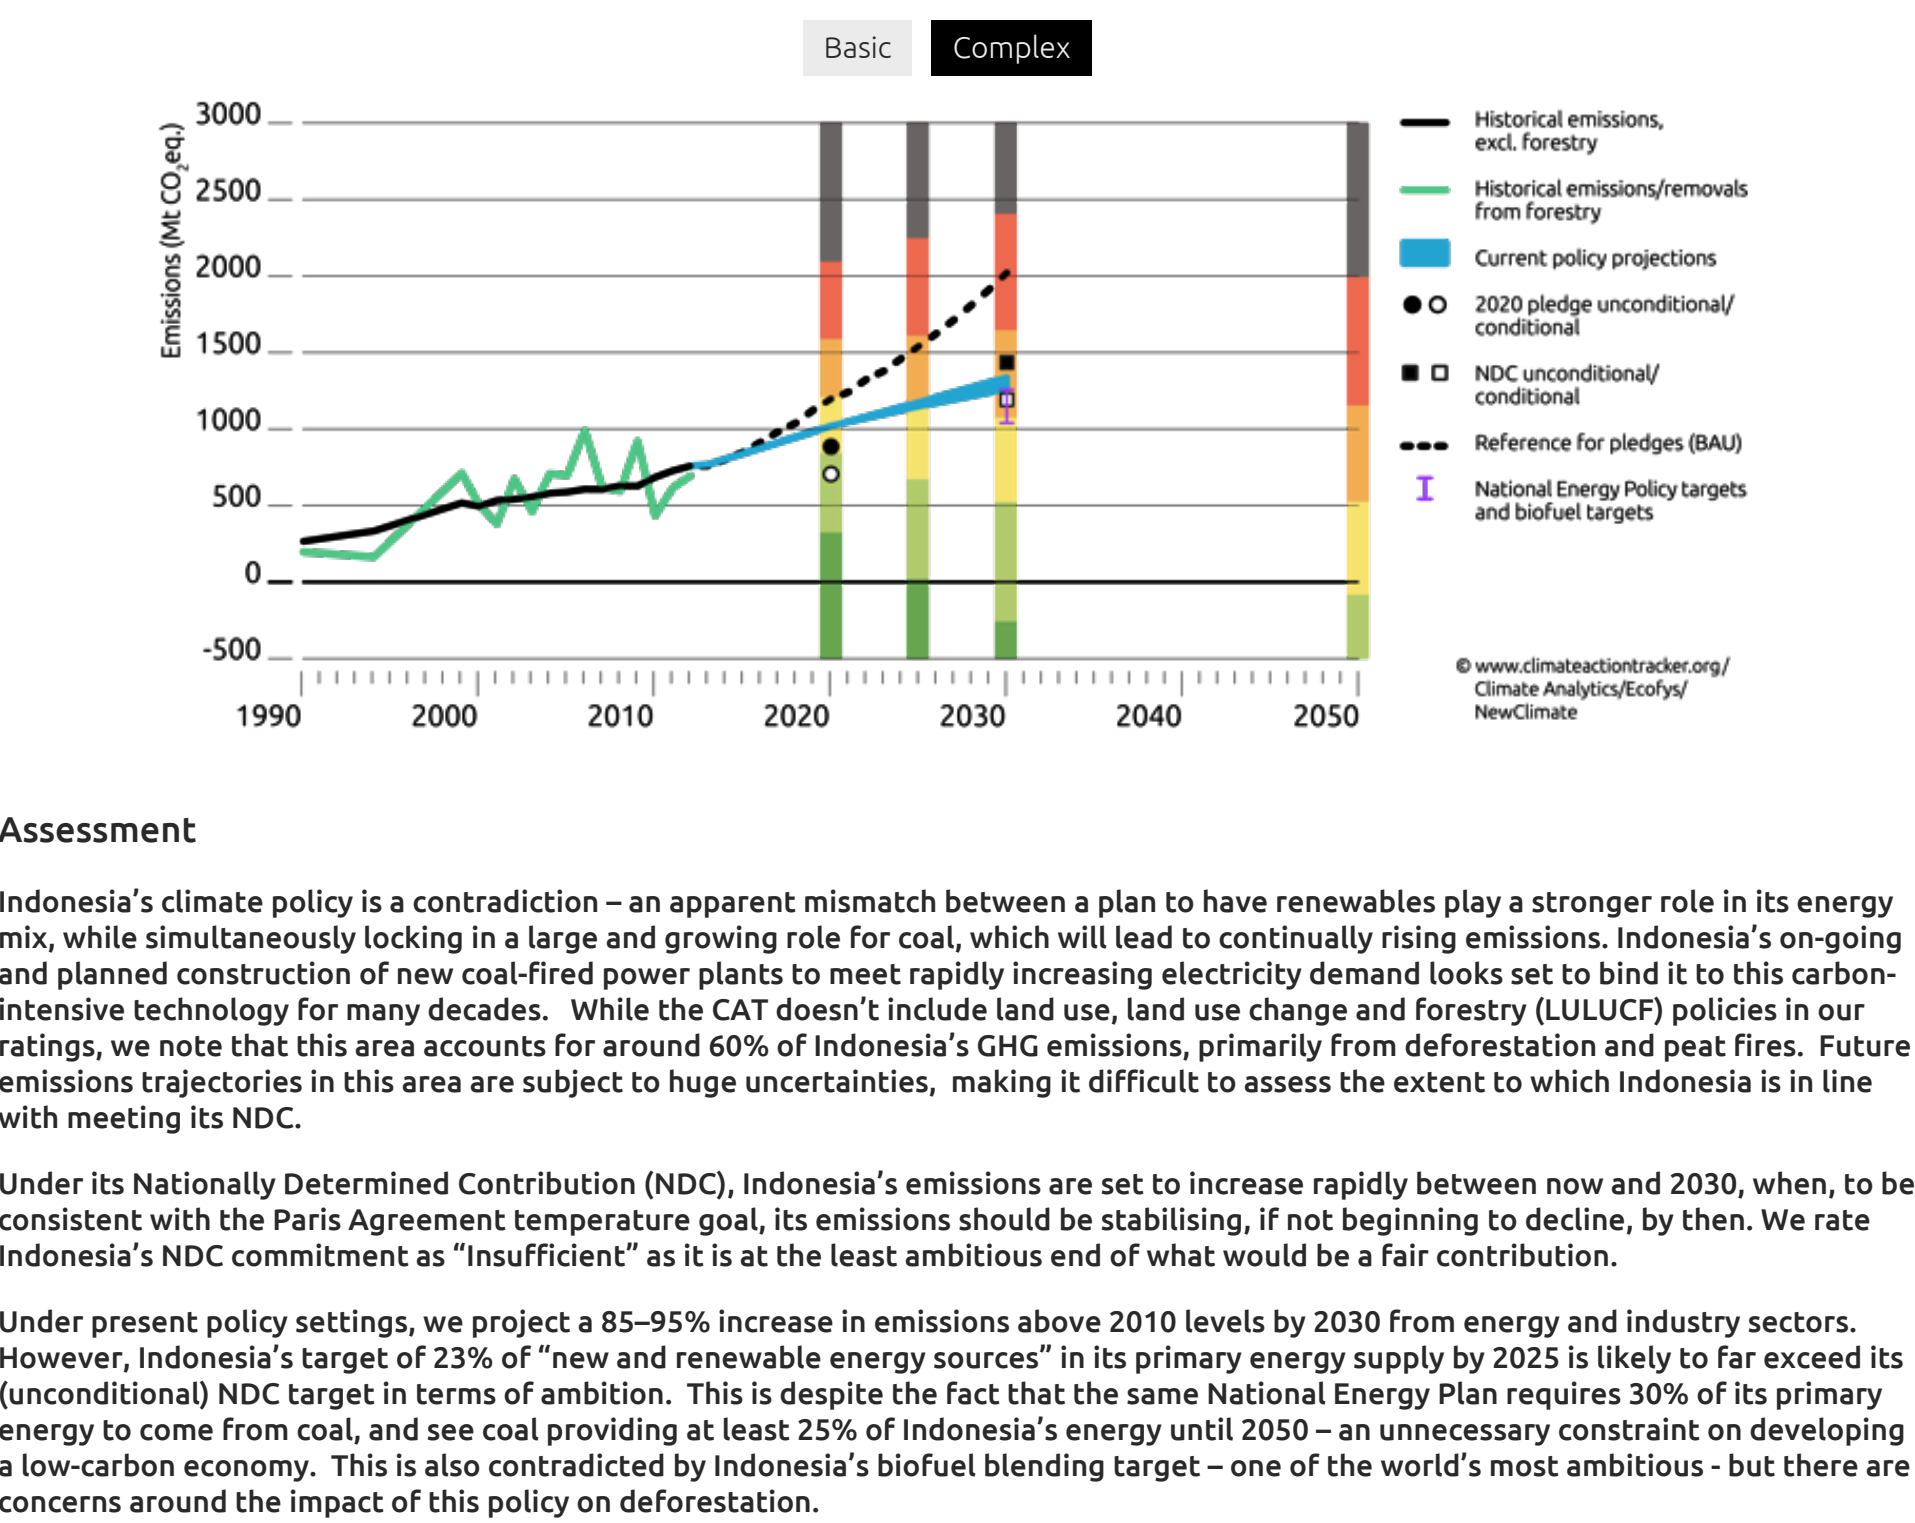 Basic
Complex
3000
2500
2000
1500
1000
500
0
-500
Emissions (Mt CO₂eq.)
1990
2000
2010
2020
2030
2040
2050
Historical emissions,
excl. forestry
Historical emissions/removals
from forestry
Current policy projections
2020 pledge unconditional/
conditional
NDC unconditional/
conditional
Reference for pledges (BAU)
National Energy Policy targets
and biofuel targets
© www.climateactiontracker.org/
Climate Analytics/Ecofys/
NewClimate
Assessment
Indonesia’s climate policy is a contradiction – an apparent mismatch between a plan to have renewables play a stronger role in its energy
mix, while simultaneously locking in a large and growing role for coal, which will lead to continually rising emissions. Indonesia’s on-going
and planned construction of new coal-fired power plants to meet rapidly increasing electricity demand looks set to bind it to this carbon-
intensive technology for many decades.   While the CAT doesn’t include land use, land use change and forestry (LULUCF) policies in our
ratings, we note that this area accounts for around 60% of Indonesia’s GHG emissions, primarily from deforestation and peat fires.  Future
emissions trajectories in this area are subject to huge uncertainties,  making it difficult to assess the extent to which Indonesia is in line
with meeting its NDC.
Under its Nationally Determined Contribution (NDC), Indonesia’s emissions are set to increase rapidly between now and 2030, when, to be
consistent with the Paris Agreement temperature goal, its emissions should be stabilising, if not beginning to decline, by then. We rate
Indonesia’s NDC commitment as “Insufficient” as it is at the least ambitious end of what would be a fair contribution.
Under present policy settings, we project a 85–95% increase in emissions above 2010 levels by 2030 from energy and industry sectors.
However, Indonesia’s target of 23% of “new and renewable energy sources” in its primary energy supply by 2025 is likely to far exceed its
(unconditional) NDC target in terms of ambition.  This is despite the fact that the same National Energy Plan requires 30% of its primary
energy to come from coal, and see coal providing at least 25% of Indonesia’s energy until 2050 – an unnecessary constraint on developing
a low-carbon economy.  This is also contradicted by Indonesia’s biofuel blending target – one of the world’s most ambitious - but there are
concerns around the impact of this policy on deforestation.